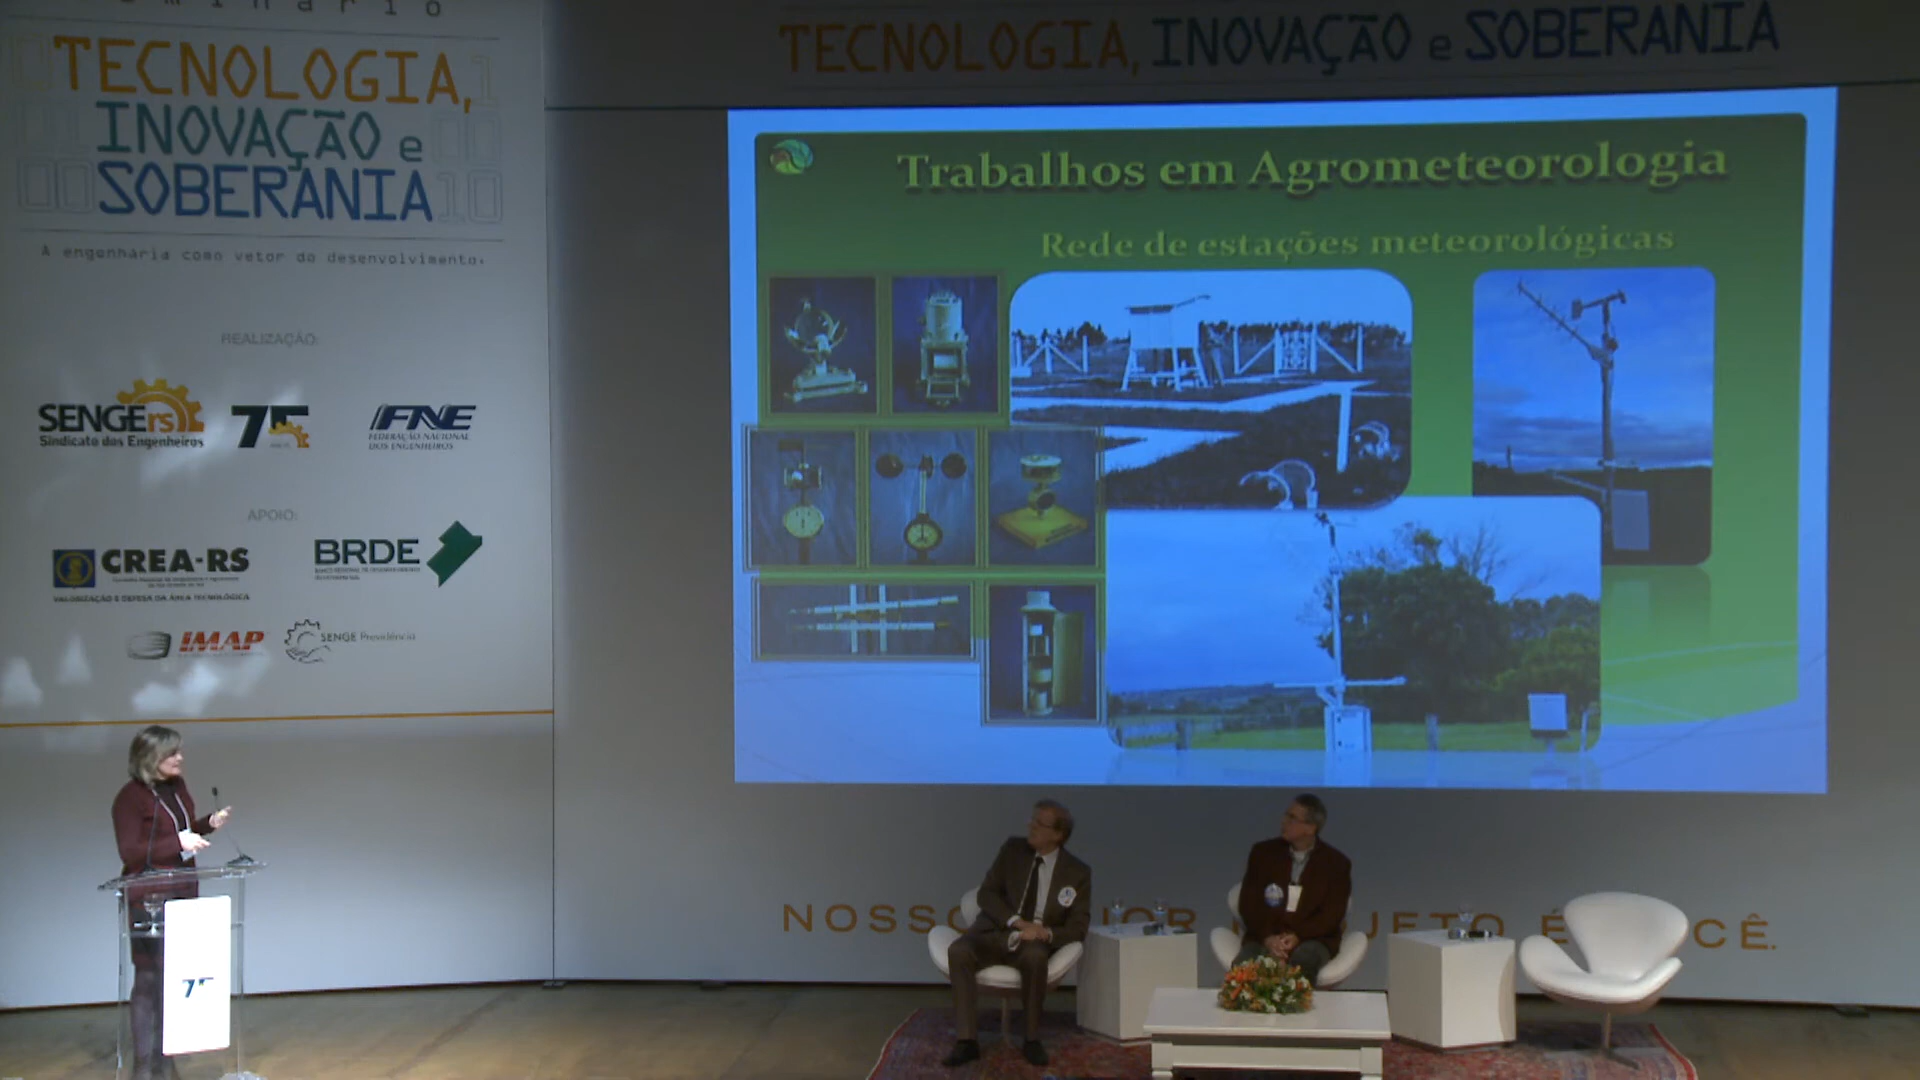 TECNOLOGIA,
INOVAÇÃO e
SOBERANIA
A engenharia como vetor do desenvolvimento.
REALIZAÇÃO:
SENGE rs
Sindicato dos Engenheiros
75
FNE
FEDERAÇÃO NACIONAL
DOS ENGENHEIROS
APOIO:
CREA-RS
VALORIZAÇÃO E DEFESA DA ÁREA TECNOLÓGICA
BRDE
IMAP
SENGE Previdência
TECNOLOGIA, INOVAÇÃO e SOBERANIA
Trabalhos em Agrometeorologia
Rede de estações meteorológicas
NOSSO
É
CÊ.